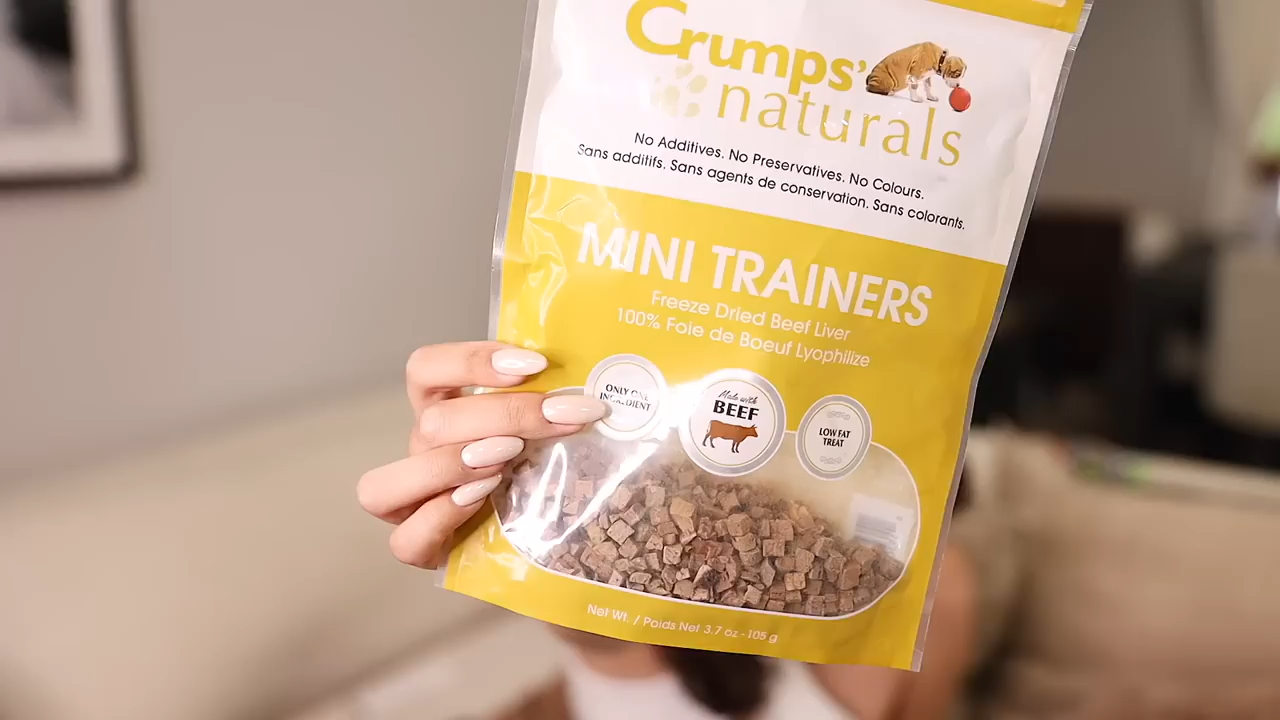 Crumps'
naturals
No Additives. No Preservatives. No Colours.
Sans additifs. Sans agents de conservation. Sans colorants.
MINI TRAINERS
Freeze Dried Beef Liver
100% Foie de Boeuf Lyophilize
ONLY ONE
INGREDIENT
Made with
BEEF
LOW FAT
TREAT
Net Wt. / Poids Net 3.7 oz - 105 g